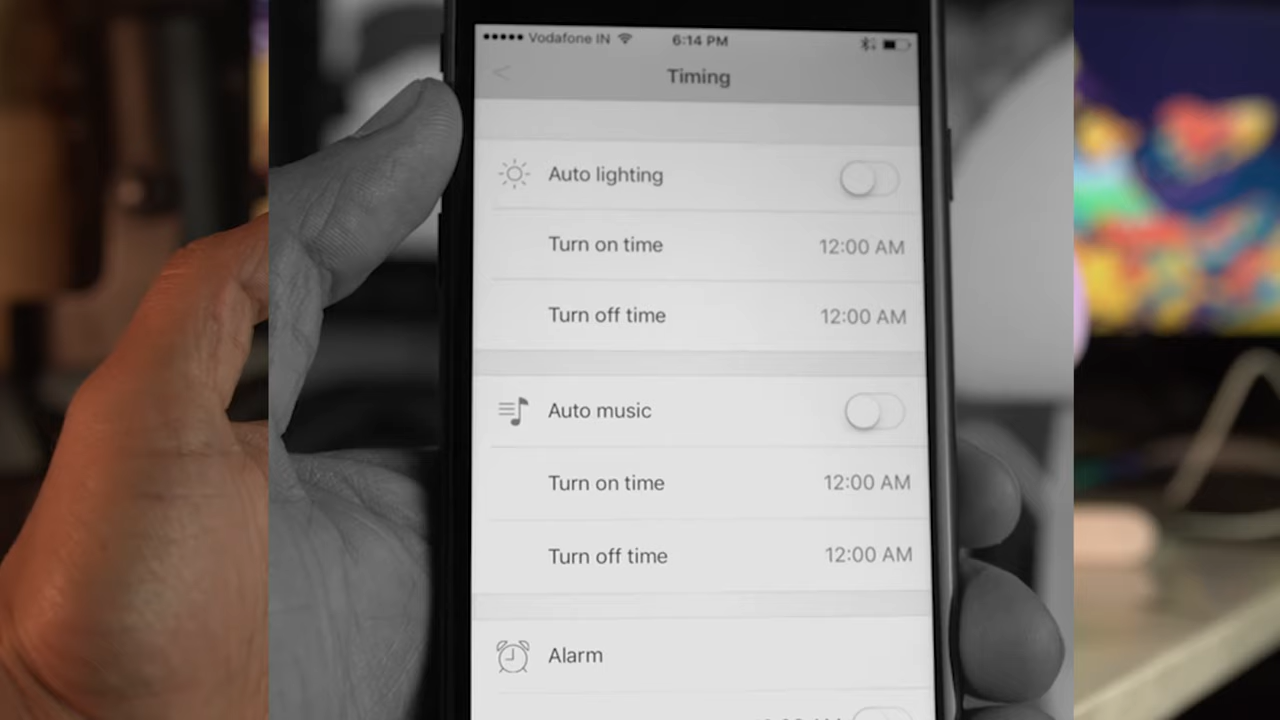 Vodafone IN 6:14 PM
Timing
Auto lighting
Turn on time 12:00 AM
Turn off time 12:00 AM
Auto music
Turn on time 12:00 AM
Turn off time 12:00 AM
Alarm